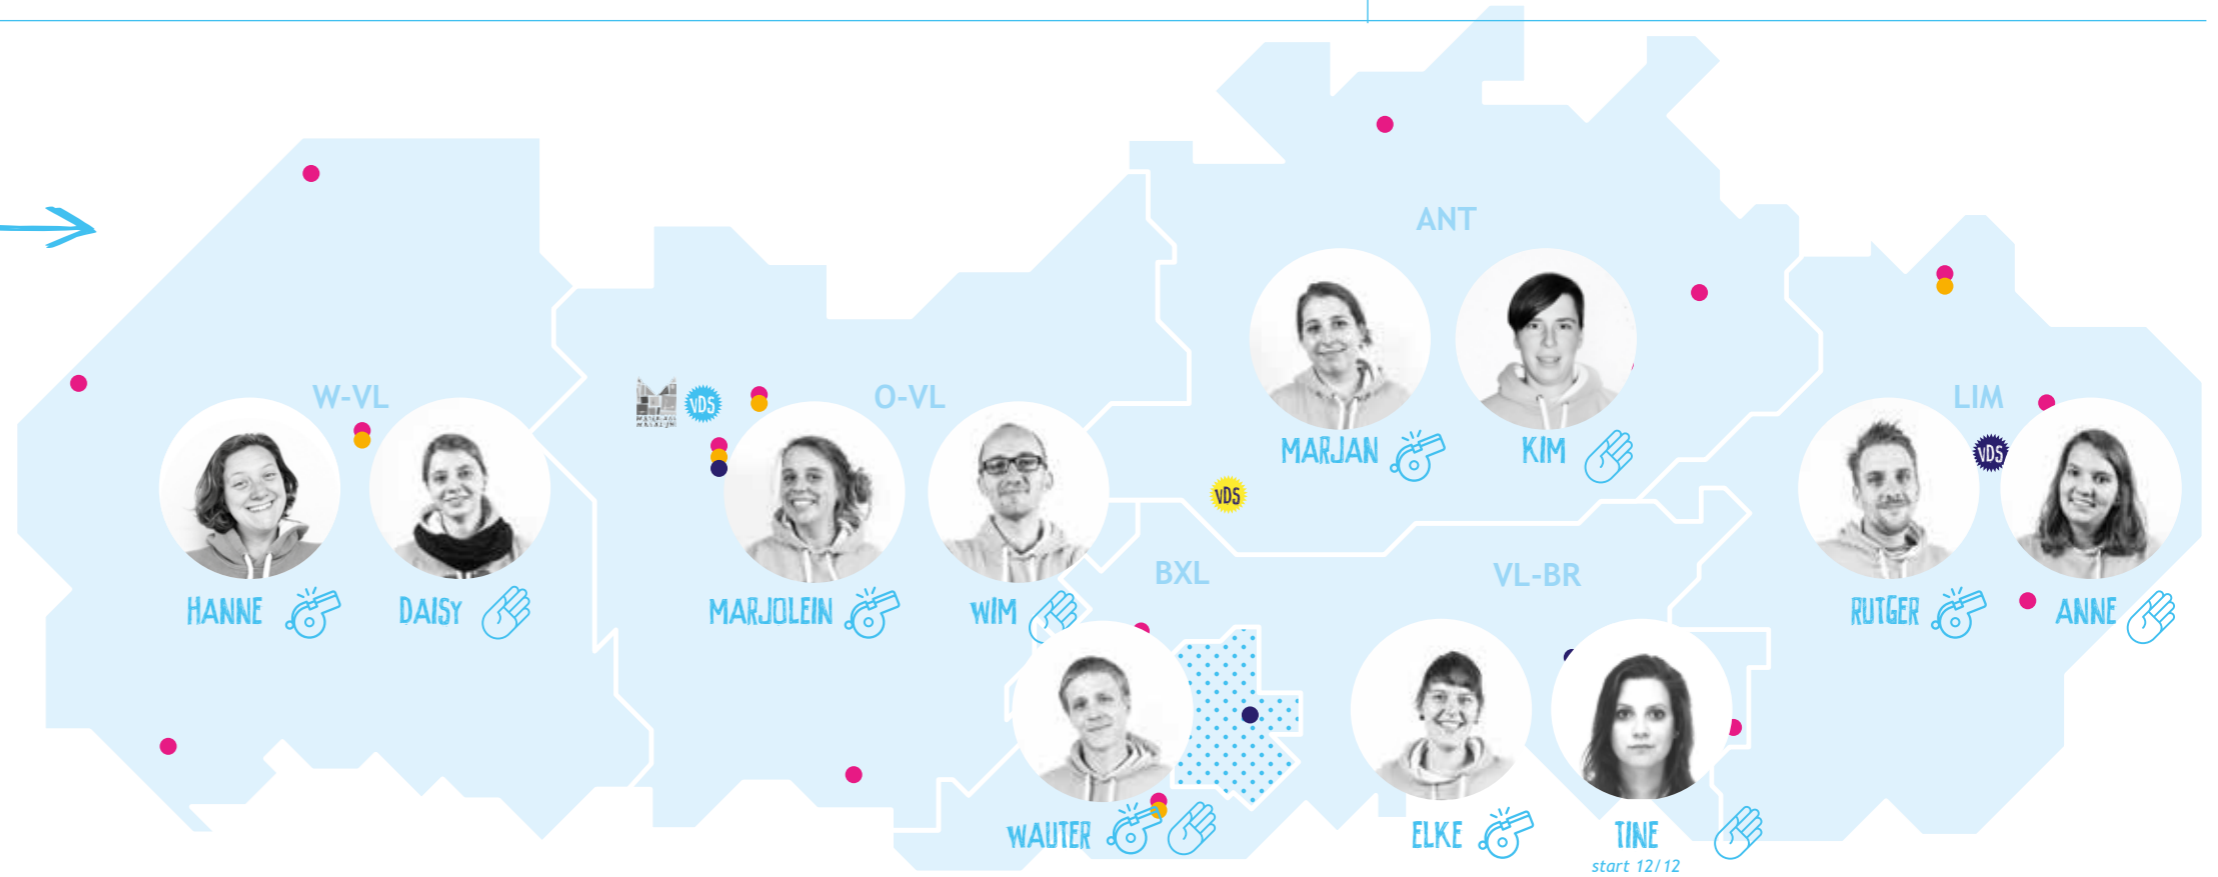 ANT
W-VL
O-VL
LIM
VDS
MARJAN
KIM
VDS
VDS
BXL
VL-BR
HANNE
DAISY
MARJOLEIN
WIM
RUTGER
ANNE
WAUTER
ELKE
TINE
start 12/12